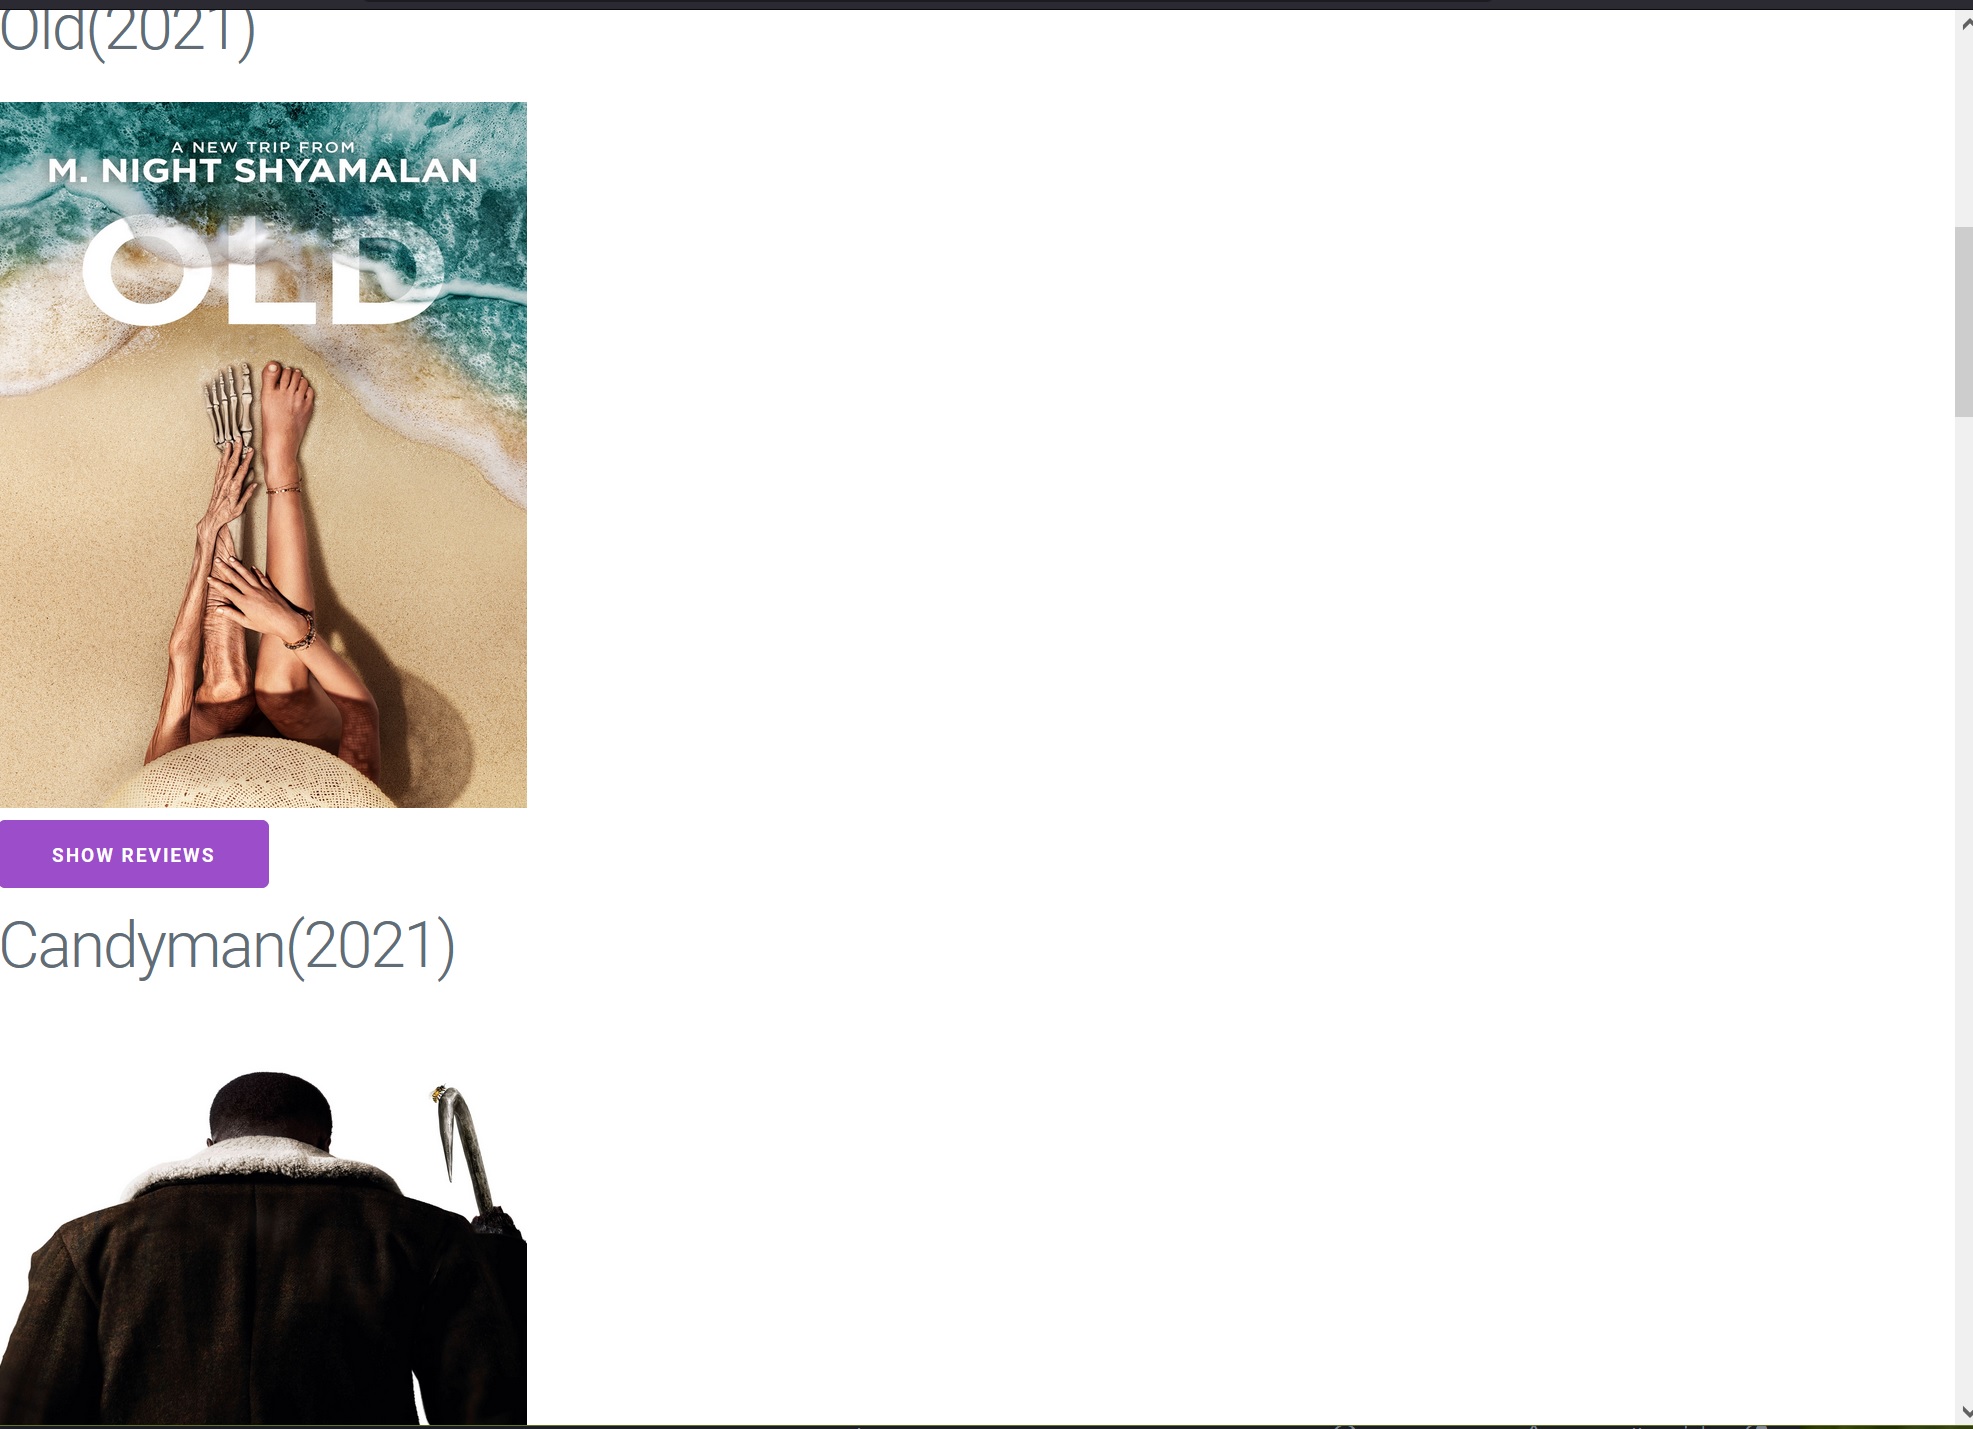 Old(2021)
A NEW TRIP FROM
M. NIGHT SHYAMALAN
OLD
SHOW REVIEWS
Candyman(2021)